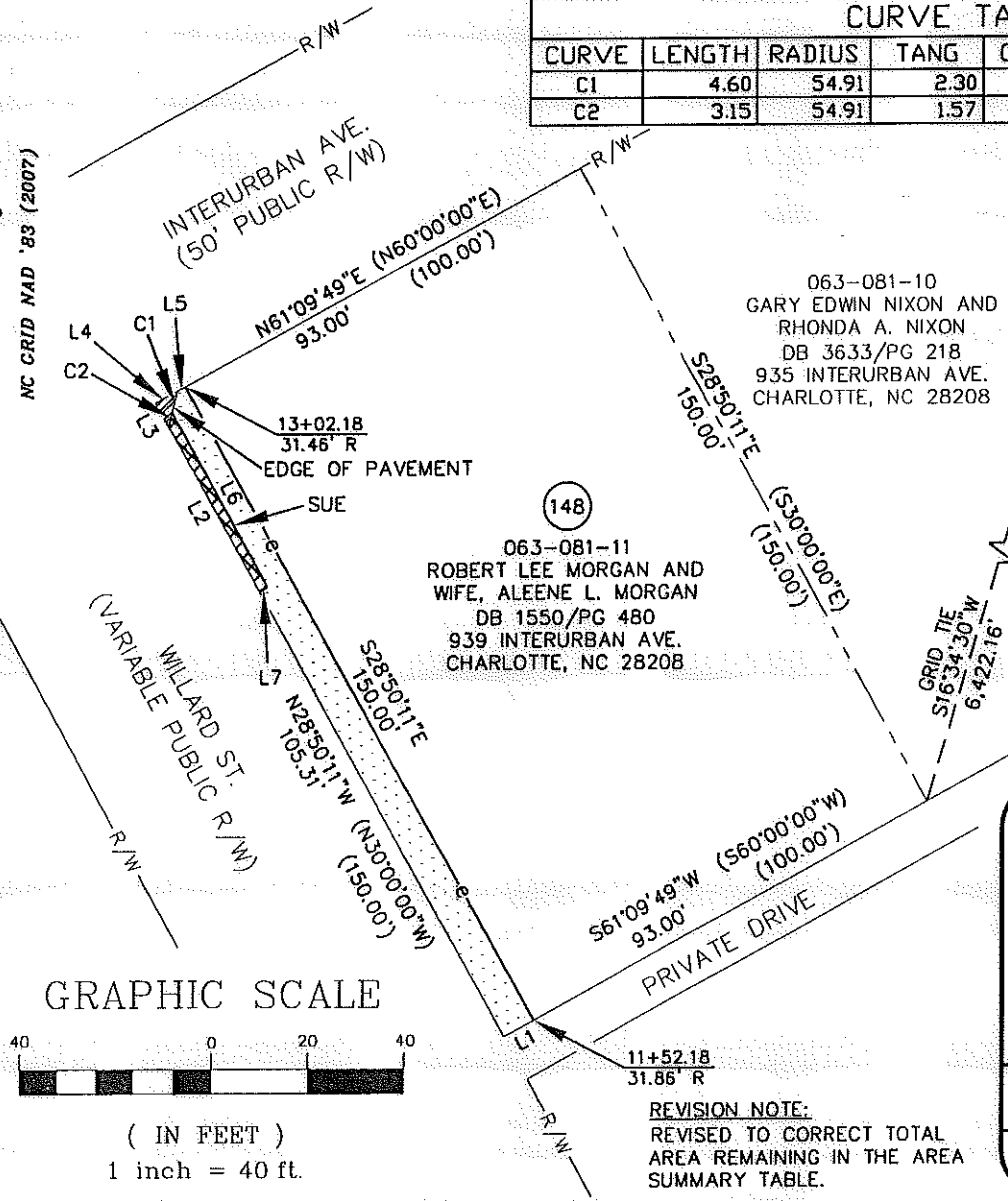 CURVE TA
CURVE LENGTH RADIUS TANG C
C1 4.60 54.91 2.30
C2 3.15 54.91 1.57
R/W
INTERURBAN AVE.
(50' PUBLIC R/W)
R/W
NC GRID NAD '83 (2007)
N61°09'49"E (N60°00'00"E)
93.00' (100.00')
L5
C1
L4
C2
L3
13+02.18
31.46' R
EDGE OF PAVEMENT
L6
SUE
L2
e
L7
S28°50'11"E
150.00'
(S30°00'00"E)
(150.00')
063-081-10
GARY EDWIN NIXON AND
RHONDA A. NIXON
DB 3633/PG 218
935 INTERURBAN AVE.
CHARLOTTE, NC 28208
148
063-081-11
ROBERT LEE MORGAN AND
WIFE, ALEENE L. MORGAN
DB 1550/PG 480
939 INTERURBAN AVE.
CHARLOTTE, NC 28208
GRID TIE
S16°34'30"W
6,422.16'
WILLARD ST.
(VARIABLE PUBLIC R/W)
R/W
S28°50'11"E
150.00'
N28°50'11"W (N30°00'00"W)
105.31' (150.00')
e
S61°09'49"W (S60°00'00"W)
93.00' (100.00')
PRIVATE DRIVE
L1
11+52.18
31.86' R
R/W
GRAPHIC SCALE
40 0 20 40
( IN FEET )
1 inch = 40 ft.
REVISION NOTE:
REVISED TO CORRECT TOTAL
AREA REMAINING IN THE AREA
SUMMARY TABLE.